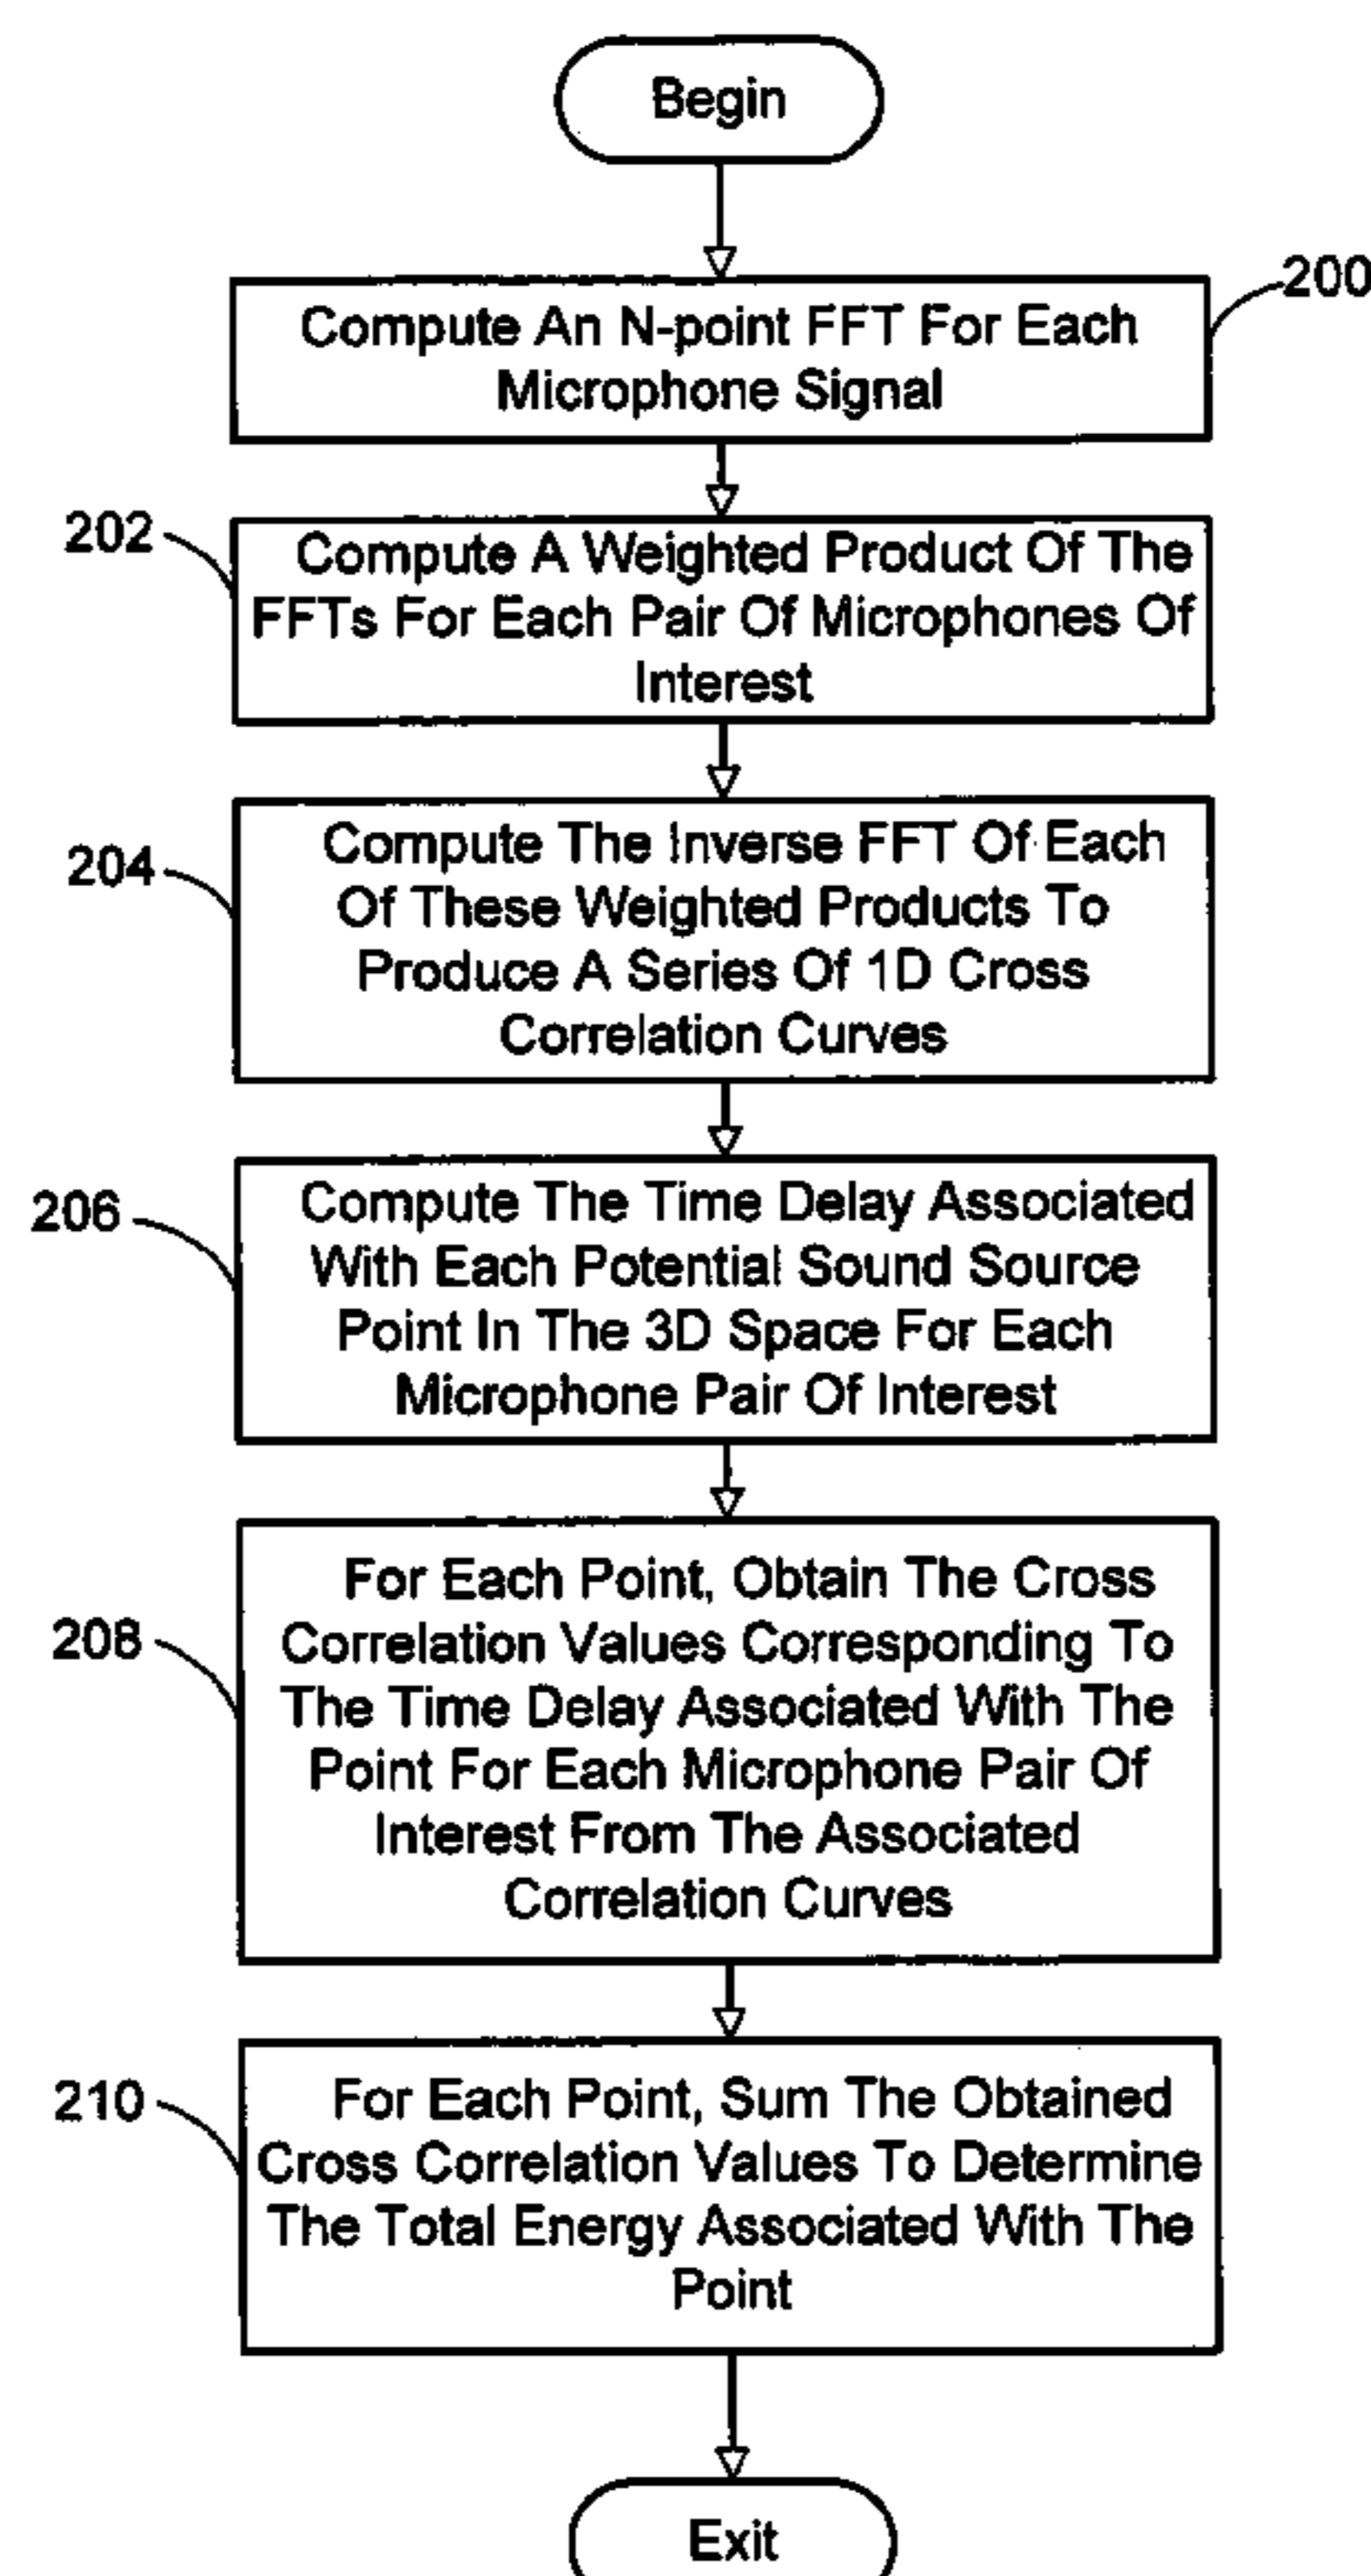 Begin
200
Compute An N-point FFT For Each
Microphone Signal
202
Compute A Weighted Product Of The
FFTs For Each Pair Of Microphones Of
Interest
204
Compute The Inverse FFT Of Each
Of These Weighted Products To
Produce A Series Of 1D Cross
Correlation Curves
206
Compute The Time Delay Associated
With Each Potential Sound Source
Point In The 3D Space For Each
Microphone Pair Of Interest
208
For Each Point, Obtain The Cross
Correlation Values Corresponding To
The Time Delay Associated With The
Point For Each Microphone Pair Of
Interest From The Associated
Correlation Curves
210
For Each Point, Sum The Obtained
Cross Correlation Values To Determine
The Total Energy Associated With The
Point
Exit